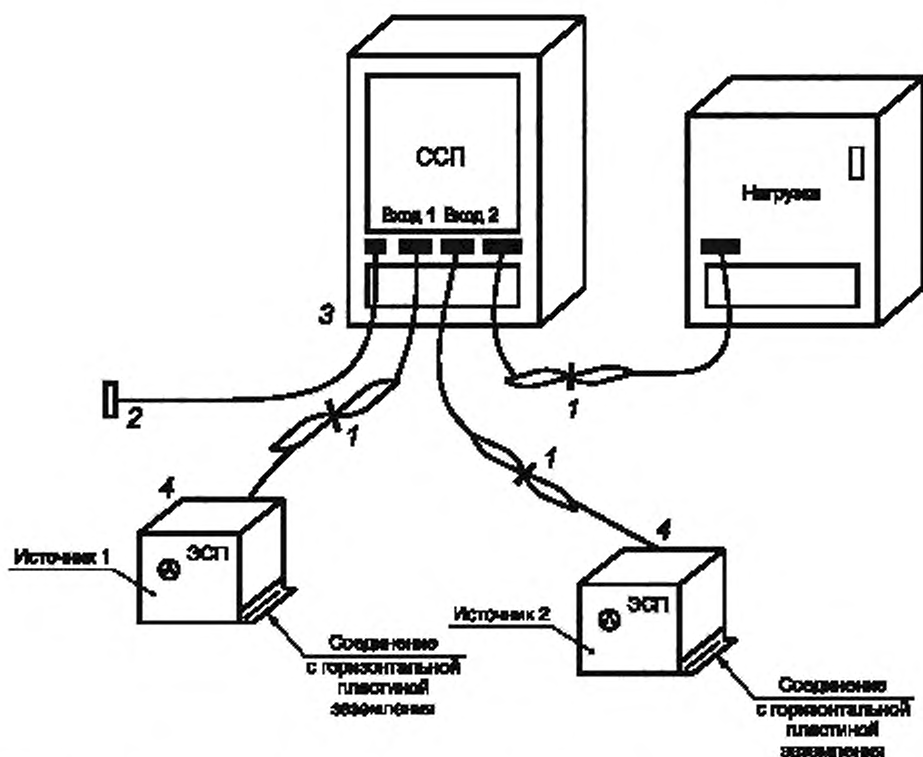 ССП
Вход 1 Вход 2
Нагрузка
3
2
1
1
1
4
4
ЭСП
Источник 1
Соединение
с горизонтальной
пластиной
заземления
ЭСП
Источник 2
Соединение
с горизонтальной
пластиной
заземления